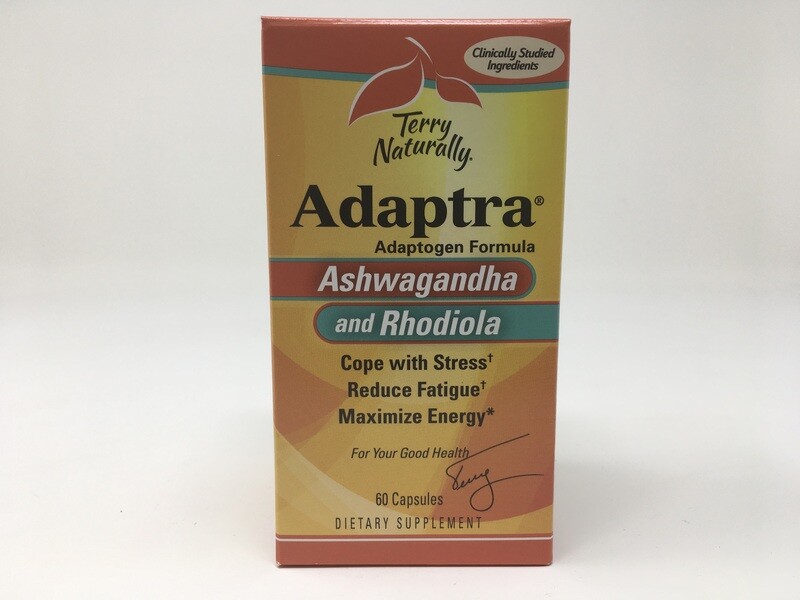 Clinically Studied
Ingredients
Terry
Naturally.
Adaptra®
Adaptogen Formula
Ashwagandha
and Rhodiola
Cope with Stress†
Reduce Fatigue†
Maximize Energy*
For Your Good Health,
Terry
60 Capsules
DIETARY SUPPLEMENT